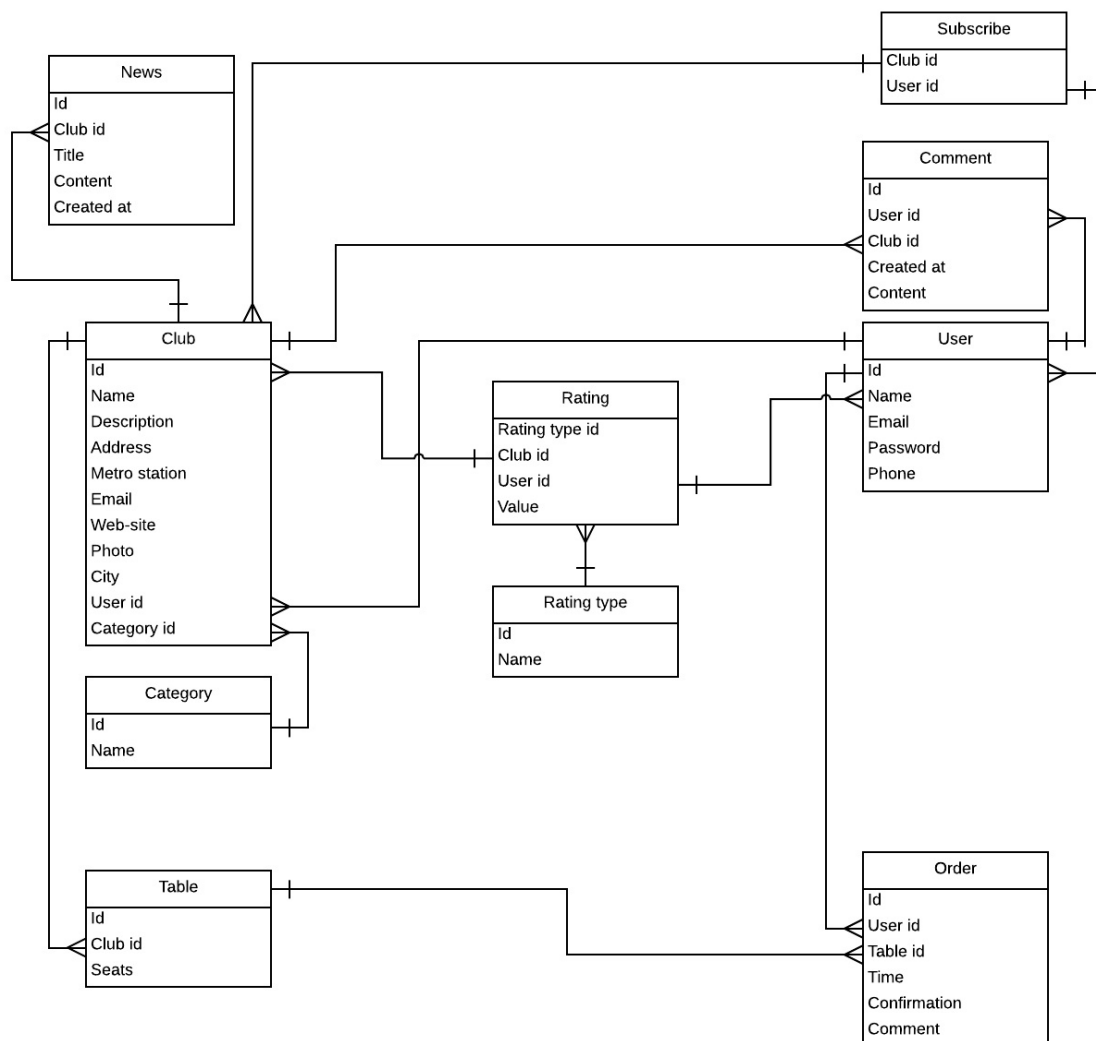 Subscribe
Club id
User id
News
Id
Club id
Title
Content
Created at
Comment
Id
User id
Club id
Created at
Content
Club
Id
Name
Description
Address
Metro station
Email
Web-site
Photo
City
User id
Category id
User
Id
Name
Email
Password
Phone
Rating
Rating type id
Club id
User id
Value
Rating type
Id
Name
Category
Id
Name
Table
Id
Club id
Seats
Order
Id
User id
Table id
Time
Confirmation
Comment